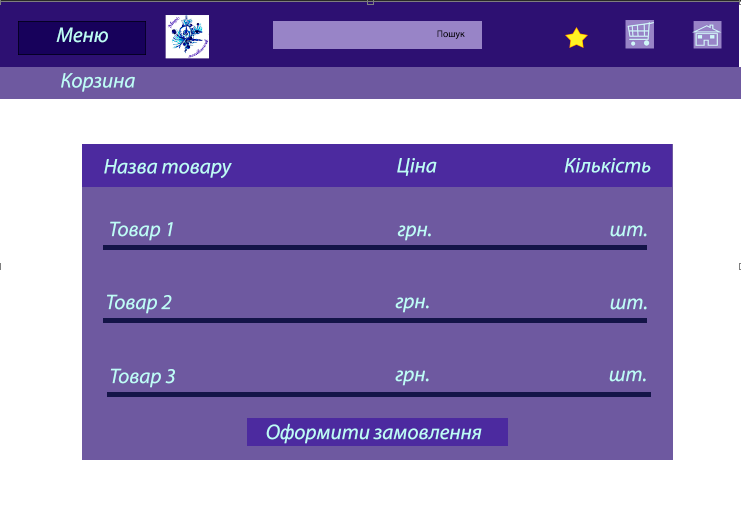 Меню
Пошук
Корзина
Назва товару Ціна Кількість
Товар 1 грн. шт.
Товар 2 грн. шт.
Товар 3 грн. шт.
Оформити замовлення